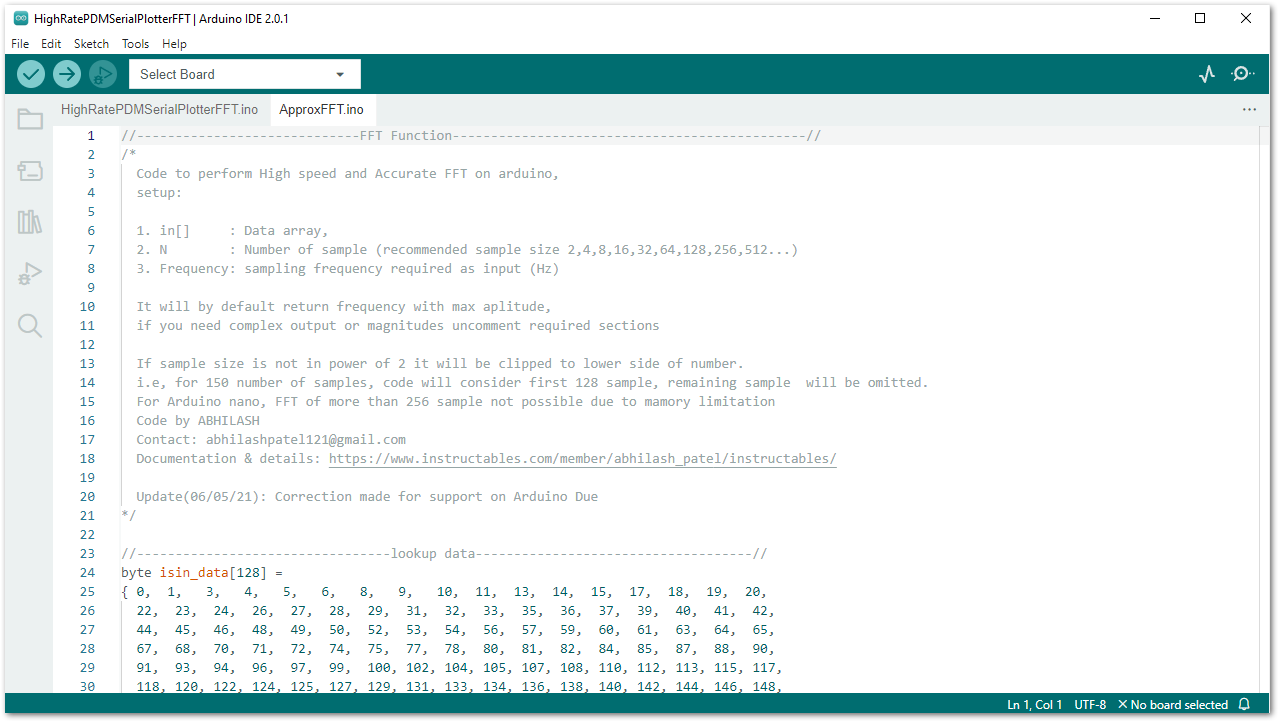 HighRatePDMSerialPlotterFFT | Arduino IDE 2.0.1
File Edit Sketch Tools Help
Select Board
HighRatePDMSerialPlotterFFT.ino ApproxFFT.ino
1 //-----------------------------FFT Function----------------------------------------------//
2 /*
3 Code to perform High speed and Accurate FFT on arduino,
4 setup:
5
6 1. in[]     : Data array,
7 2. N        : Number of sample (recommended sample size 2,4,8,16,32,64,128,256,512...)
8 3. Frequency: sampling frequency required as input (Hz)
9
10 It will by default return frequency with max aplitude,
11 if you need complex output or magnitudes uncomment required sections
12
13 If sample size is not in power of 2 it will be clipped to lower side of number.
14 i.e, for 150 number of samples, code will consider first 128 sample, remaining sample  will be omitted.
15 For Arduino nano, FFT of more than 256 sample not possible due to mamory limitation
16 Code by ABHILASH
17 Contact: abhilashpatel121@gmail.com
18 Documentation & details: https://www.instructables.com/member/abhilash_patel/instructables/
19
20 Update(06/05/21): Correction made for support on Arduino Due
21 */
22
23 //---------------------------------lookup data------------------------------------//
24 byte isin_data[128] =
25 { 0,  1,   3,   4,   5,   6,   8,   9,   10,  11,  13,  14,  15,  17,  18,  19,  20,
26 22,  23,  24,  26,  27,  28,  29,  31,  32,  33,  35,  36,  37,  39,  40,  41,  42,
27 44,  45,  46,  48,  49,  50,  52,  53,  54,  56,  57,  59,  60,  61,  63,  64,  65,
28 67,  68,  70,  71,  72,  74,  75,  77,  78,  80,  81,  82,  84,  85,  87,  88,  90,
29 91,  93,  94,  96,  97,  99,  100, 102, 104, 105, 107, 108, 110, 112, 113, 115, 117,
30 118, 120, 122, 124, 125, 127, 129, 131, 133, 134, 136, 138, 140, 142, 144, 146, 148,
Ln 1, Col 1 UTF-8 No board selected